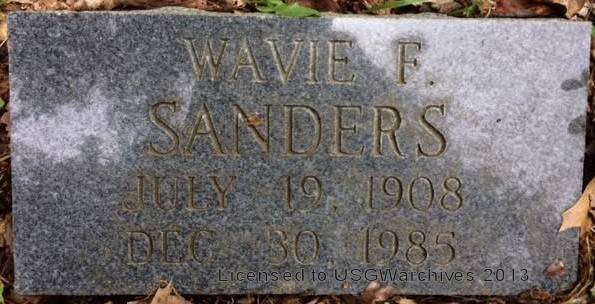 WAVIE F.
SANDERS
JULY 19, 1908
DEC 30, 1985
Licensed to USGWarchives 2013